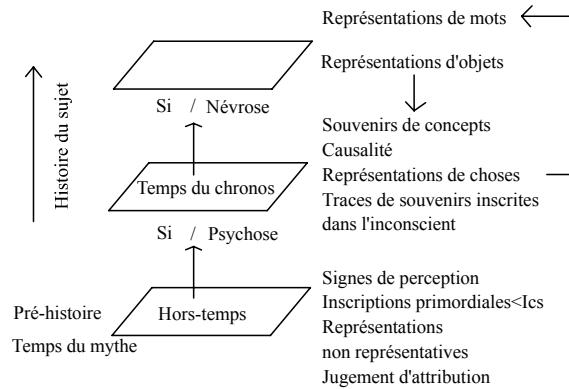 Représentations de mots
Représentations d'objets
Si / Névrose
Histoire du sujet
Souvenirs de concepts
Causalité
Représentations de choses
Temps du chronos
Traces de souvenirs inscrites
dans l'inconscient
Si / Psychose
Signes de perception
Inscriptions primordiales<Ics
Pré-histoire
Hors-temps
Représentations
Temps du mythe
non représentatives
Jugement d'attribution